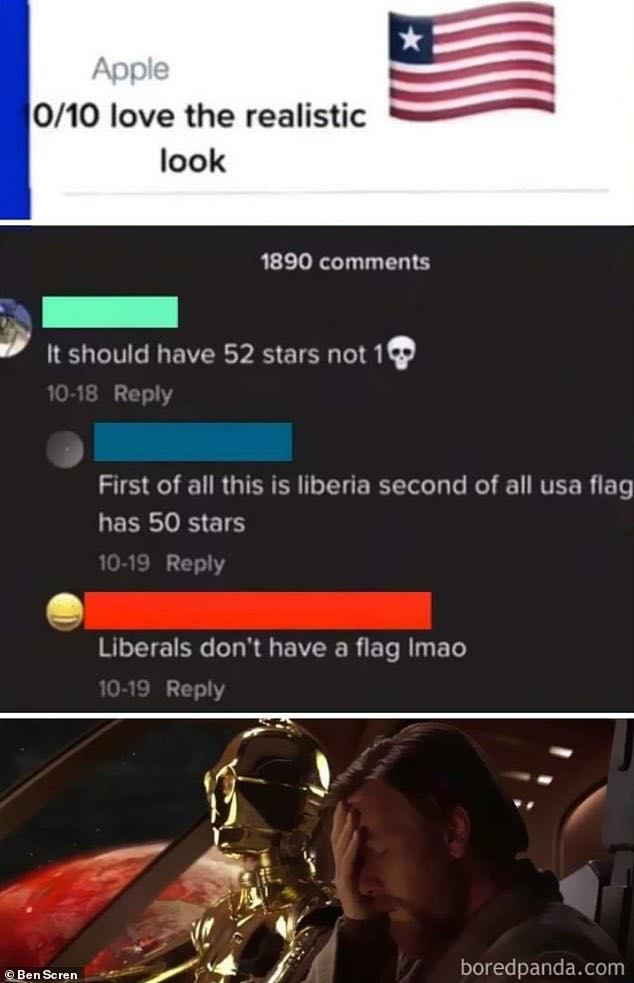 Apple
0/10 love the realistic
look
1890 comments
It should have 52 stars not 1💀
10-18 Reply
First of all this is liberia second of all usa flag
has 50 stars
10-19 Reply
Liberals don't have a flag lmao
10-19 Reply
© Ben Scren
boredpanda.com